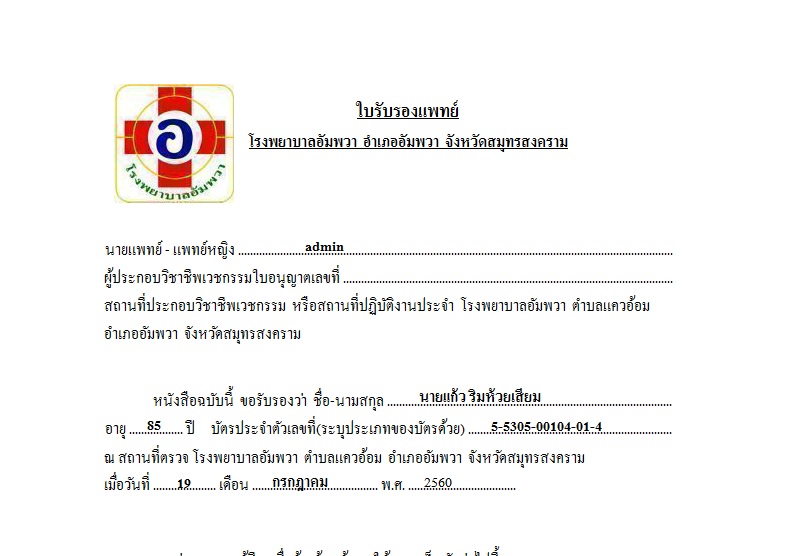 ใบรับรองแพทย์
โรงพยาบาลอัมพวา อำเภออัมพวา จังหวัดสมุทรสงคราม
อ
โรงพยาบาลอัมพวา
นายแพทย์ - แพทย์หญิง ..........admin..........
ผู้ประกอบวิชาชีพเวชกรรมใบอนุญาตเลขที่ ....................
สถานที่ประกอบวิชาชีพเวชกรรม หรือสถานที่ปฏิบัติงานประจำ โรงพยาบาลอัมพวา ตำบลแควอ้อม
อำเภออัมพวา จังหวัดสมุทรสงคราม
หนังสือฉบับนี้ ขอรับรองว่า ชื่อ-นามสกุล ..........นายแก้ว ริมห้วยเสียม..........
อายุ ......85...... ปี บัตรประจำตัวเลขที่(ระบุประเภทของบัตรด้วย) ......5-5305-00104-01-4..........
ณ สถานที่ตรวจ โรงพยาบาลอัมพวา ตำบลแควอ้อม อำเภออัมพวา จังหวัดสมุทรสงคราม
เมื่อวันที่ ......19...... เดือน ......กรกฎาคม.......... พ.ศ. ....2560..........